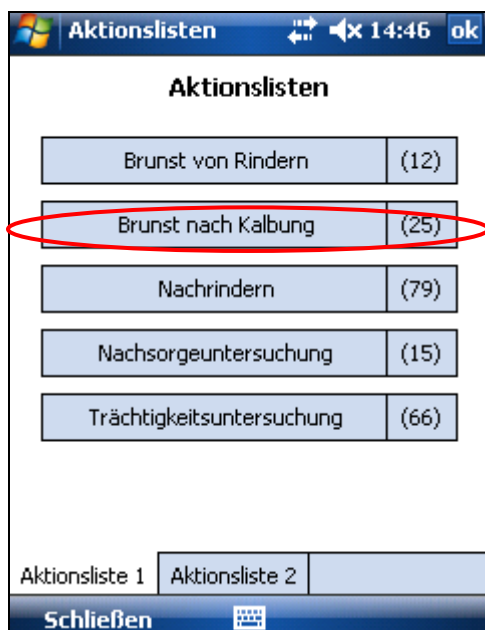 Aktionslisten 14:46 ok
Aktionslisten
Brunst von Rindern (12)
Brunst nach Kalbung (25)
Nachrindern (79)
Nachsorgeuntersuchung (15)
Trächtigkeitsuntersuchung (66)
Aktionsliste 1 Aktionsliste 2
Schließen